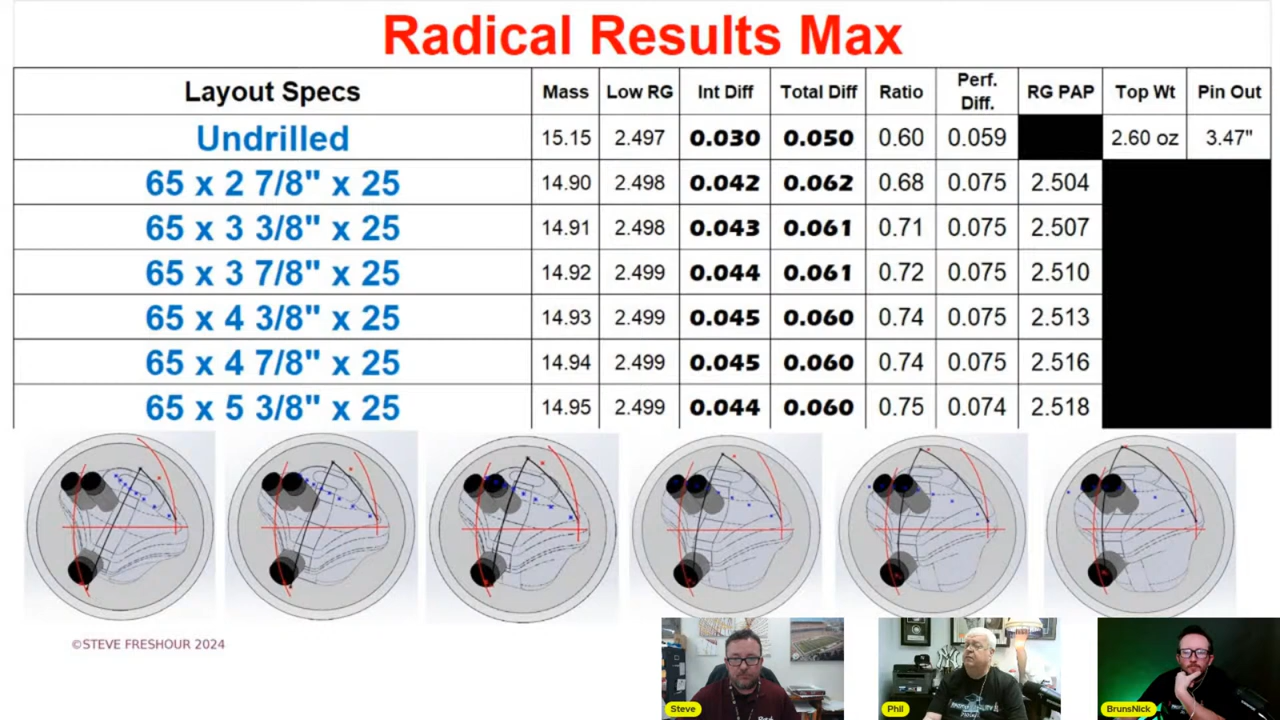 Radical Results Max
Layout Specs Mass Low RG Int Diff Total Diff Ratio Perf. Diff. RG PAP Top Wt Pin Out
Undrilled 15.15 2.497 0.030 0.050 0.60 0.059 2.60 oz 3.47"
65 x 2 7/8" x 25 14.90 2.498 0.042 0.062 0.68 0.075 2.504
65 x 3 3/8" x 25 14.91 2.498 0.043 0.061 0.71 0.075 2.507
65 x 3 7/8" x 25 14.92 2.499 0.044 0.061 0.72 0.075 2.510
65 x 4 3/8" x 25 14.93 2.499 0.045 0.060 0.74 0.075 2.513
65 x 4 7/8" x 25 14.94 2.499 0.045 0.060 0.74 0.075 2.516
65 x 5 3/8" x 25 14.95 2.499 0.044 0.060 0.75 0.074 2.518
©STEVE FRESHOUR 2024
Steve Phil BrunsNick